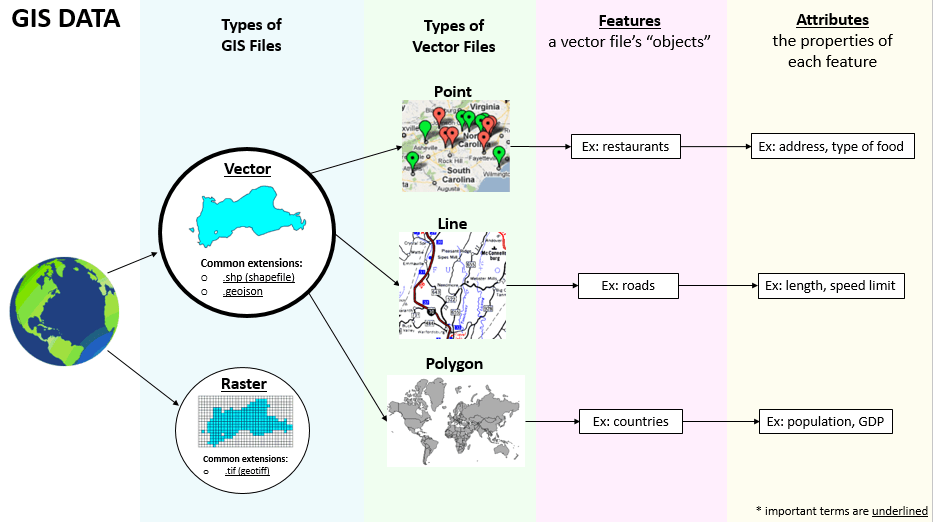 GIS DATA
Types of
GIS Files
Types of
Vector Files
Features
a vector file's “objects”
Attributes
the properties of
each feature
Vector
Common extensions:
o .shp (shapefile)
o .geojson
Raster
Common extensions:
o .tif (geotiff)
Point
Virginia
Asheville
Rock Hill
South
Carolina
Augusta
Fayetteville
Wilmington
Ex: restaurants
Ex: address, type of food
Line
Ex: roads
Ex: length, speed limit
Polygon
Ex: countries
Ex: population, GDP
* important terms are underlined